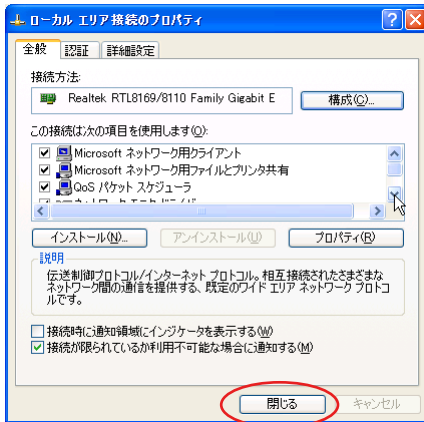 ローカル エリア接続のプロパティ
全般 認証 詳細設定
接続方法:
Realtek RTL8169/8110 Family Gigabit E 構成(C)...
この接続は次の項目を使用します(O):
Microsoft ネットワーク用クライアント
Microsoft ネットワーク用ファイルとプリンタ共有
QoS パケット スケジューラ
インストール(N)... アンインストール(U) プロパティ(R)
説明
伝送制御プロトコル/インターネット プロトコル。相互接続されたさまざまな
ネットワーク間の通信を提供する、既定のワイド エリア ネットワーク プロトコ
ルです。
接続時に通知領域にインジケータを表示する(W)
接続が限られているか利用不可能な場合に通知する(M)
閉じる キャンセル